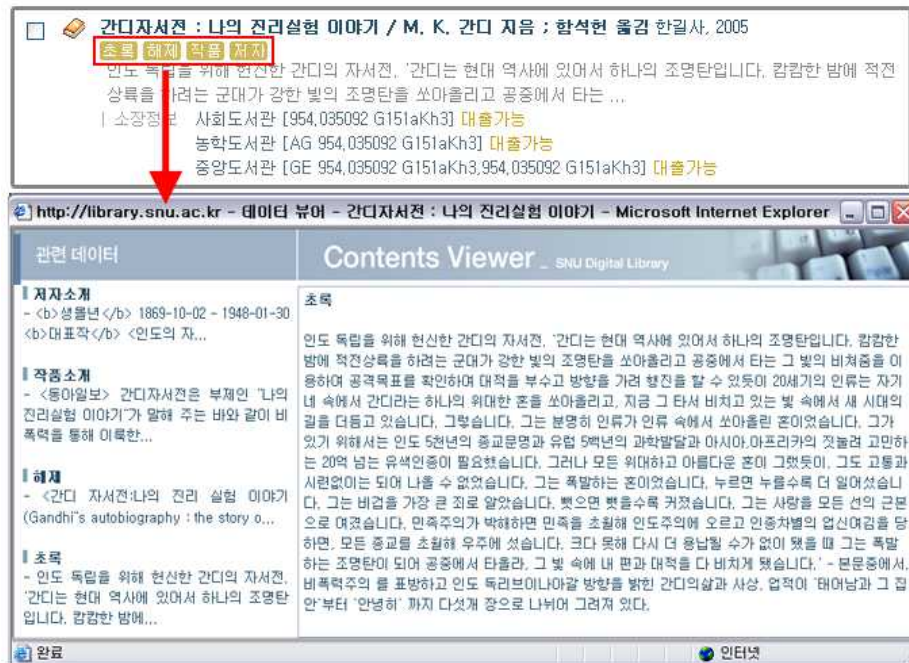 간디자서전 : 나의 진리실험 이야기 / M. K. 간디 지음 ; 함석헌 옮김 한길사, 2005
초록 해제 작품 저자
인도 독립을 위해 헌신한 간디의 자서전. '간디는 현대 역사에 있어서 하나의 조명탄입니다. 캄캄한 밤에 적전
상륙을 하려는 군대가 강한 빛의 조명탄을 쏘아올리고 공중에서 타는 ...
| 소장정보 사회도서관 [954.035092 G151aKh3] 대출가능
농학도서관 [AG 954.035092 G151aKh3] 대출가능
중앙도서관 [GE 954.035092 G151aKh3,954.035092 G151aKh3] 대출가능
http://library.snu.ac.kr - 데이터 뷰어 - 간디자서전 : 나의 진리실험 이야기 - Microsoft Internet Explorer
관련 데이터
Contents Viewer _ SNU Digital Library
저자소개
- <b>생몰년</b> 1869-10-02 - 1948-01-30
<b>대표작</b> <인도의 자...
작품소개
- <동아일보> 간디자서전은 부제인 "나의
진리실험 이야기"가 말해 주는 바와 같이 비
폭력을 통해 이룩한...
해제
- <간디 자서전:나의 진리 실험 이야기
(Gandhi"s autobiography : the story o...
초록
- 인도 독립을 위해 헌신한 간디의 자서전.
'간디는 현대 역사에 있어서 하나의 조명탄
입니다. 캄캄한 밤에...
초록
인도 독립을 위해 헌신한 간디의 자서전. '간디는 현대 역사에 있어서 하나의 조명탄입니다. 캄캄한
밤에 적전상륙을 하려는 군대가 강한 빛의 조명탄을 쏘아올리고 공중에서 타는 그 빛의 비쳐줌을 이
용하여 공격목표를 확인하여 대적을 부수고 방향을 가려 행진을 할 수 있듯이 20세기의 인류는 자기
네 속에서 간디라는 하나의 위대한 혼을 쏘아올리고, 지금 그 타서 비치고 있는 빛 속에서 새 시대의
길을 더듬고 있습니다. 그렇습니다. 그는 분명히 인류가 인류 속에서 쏘아올린 혼이었습니다. 그가
있기 위해서는 인도 5천년의 종교문명과 유럽 5백년의 과학발달과 아시아.아프리카의 짓눌려 고민하
는 20억 넘는 유색인종이 필요했습니다. 그러나 모든 위대하고 아름다운 혼이 그랬듯이, 그도 고통과
시련없이는 되어 나올 수 없었습니다. 그는 폭발하는 혼이었습니다. 누르면 누를수록 더 일어섰습니
다. 그는 비겁을 가장 큰 죄로 알았습니다. 뺏으면 뺏을수록 커졌습니다. 그는 사랑을 모든 선의 근본
으로 여겼습니다. 민족주의가 박해하면 민족을 초월해 인도주의에 오르고 인종차별의 업신여김을 당
하면, 모든 종교를 초월해 우주에 섰습니다. 크다 못해 다시 더 용납될 수가 없이 됐을 때 그는 폭발
하는 조명탄이 되어 공중에서 타올라, 그 빛 속에 내 편과 대적을 다 비치게 됐습니다.' - 본문중에서.
비폭력주의 를 표방하고 인도 독리브이나아갈 방향을 밝힌 간디의삶과 사상, 업적이 '태어남과 그 집
안'부터 '안녕히' 까지 다섯개 장으로 나뉘어 그려져 있다.
완료
인터넷